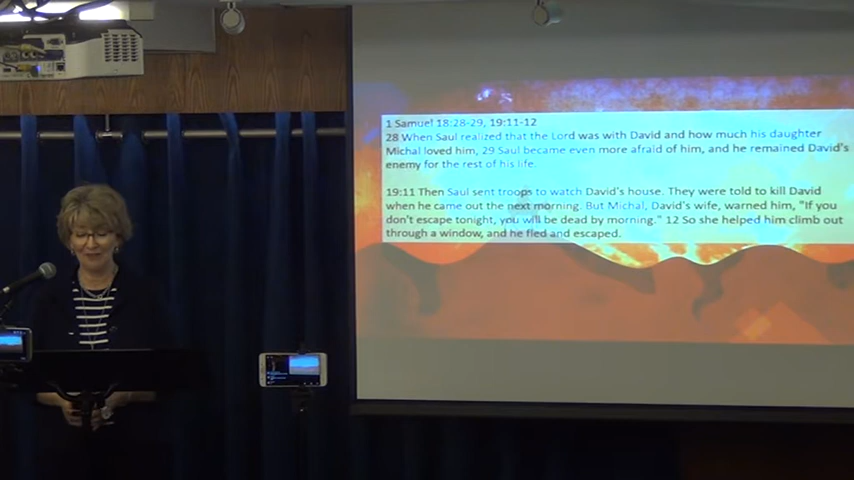 1 Samuel 18:28-29, 19:11-12
28 When Saul realized that the Lord was with David and how much his daughter
Michal loved him, 29 Saul became even more afraid of him, and he remained David's
enemy for the rest of his life.
19:11 Then Saul sent troops to watch David's house. They were told to kill David
when he came out the next morning. But Michal, David's wife, warned him, "If you
don't escape tonight, you will be dead by morning." 12 So she helped him climb out
through a window, and he fled and escaped.